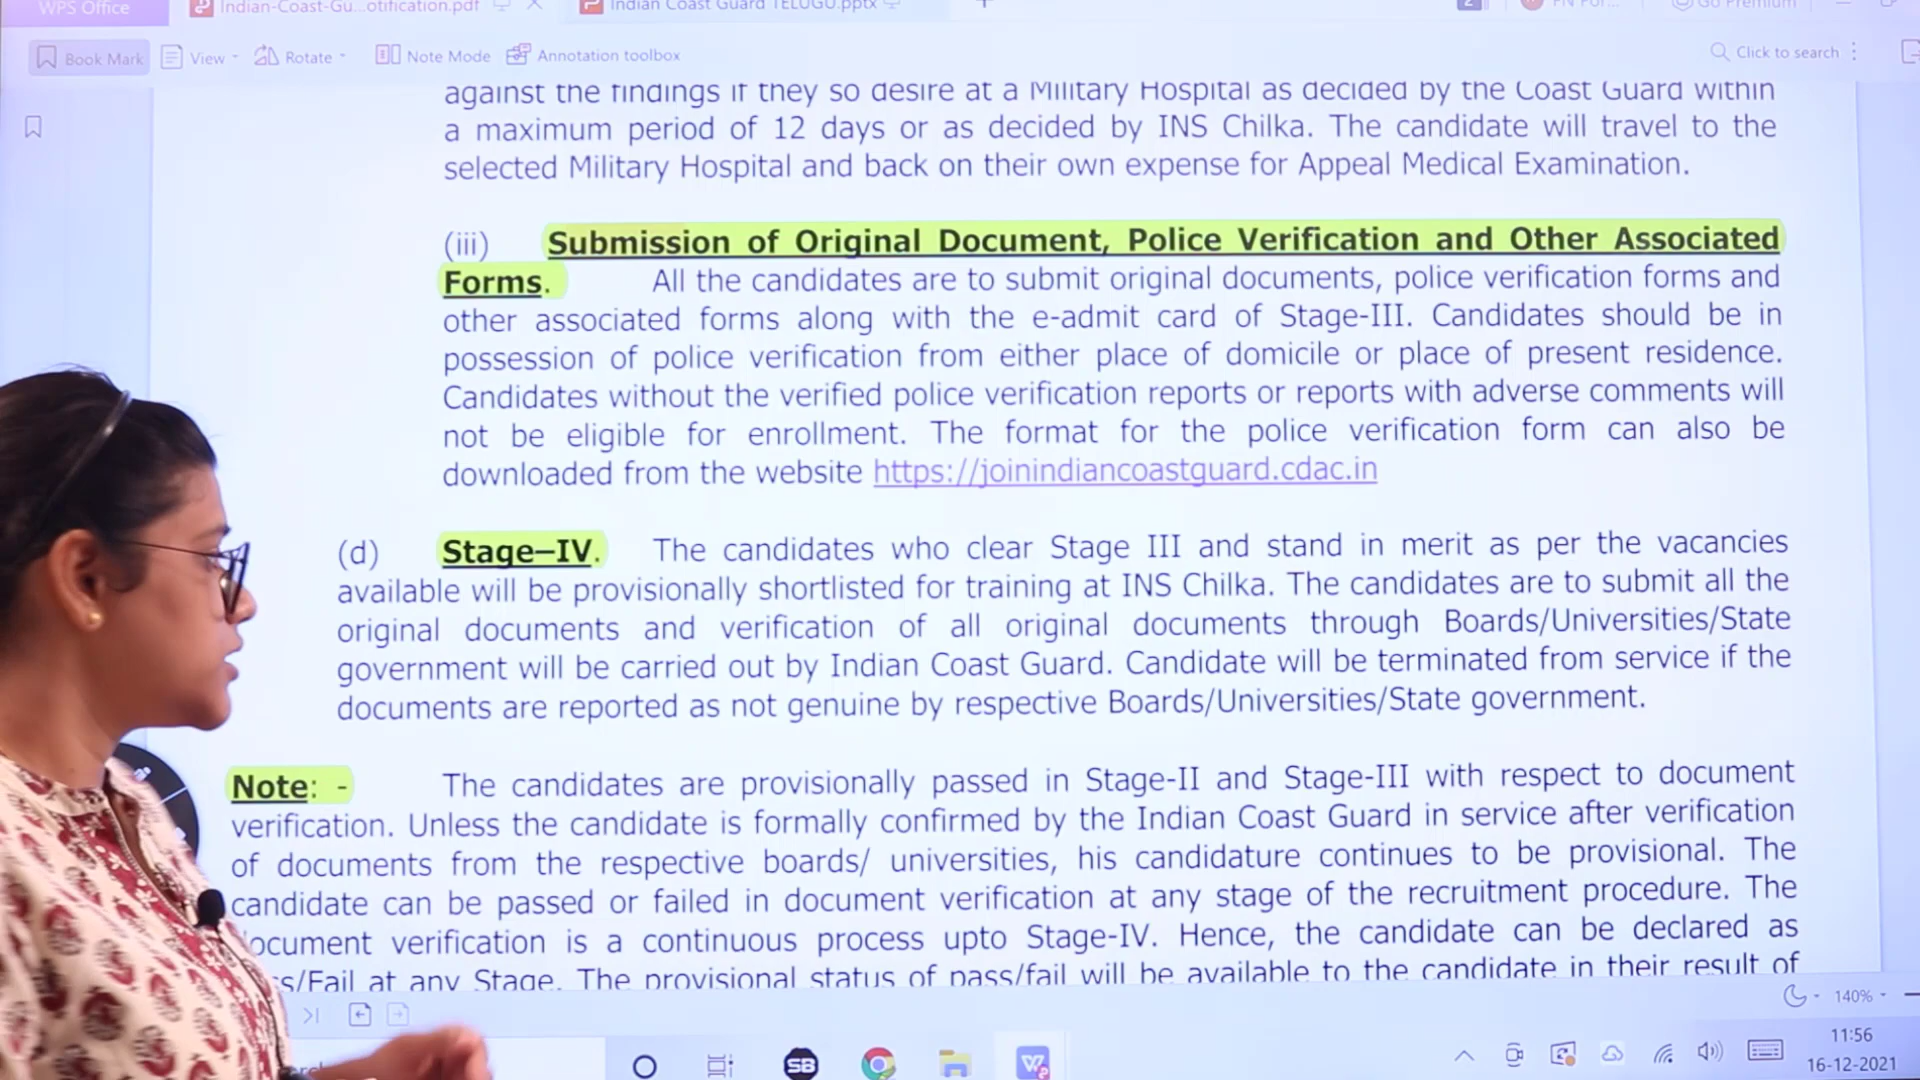 WPS Office
Indian-Coast-Gu...otification.pdf
Indian Coast Guard TELUGU.pptx
Go Premium
Book Mark
View
Rotate
Note Mode
Annotation toolbox
Click to search
against the findings if they so desire at a Military Hospital as decided by the Coast Guard within
a maximum period of 12 days or as decided by INS Chilka. The candidate will travel to the
selected Military Hospital and back on their own expense for Appeal Medical Examination.
(iii) Submission of Original Document, Police Verification and Other Associated
Forms. All the candidates are to submit original documents, police verification forms and
other associated forms along with the e-admit card of Stage-III. Candidates should be in
possession of police verification from either place of domicile or place of present residence.
Candidates without the verified police verification reports or reports with adverse comments will
not be eligible for enrollment. The format for the police verification form can also be
downloaded from the website https://joinindiancoastguard.cdac.in
(d) Stage–IV. The candidates who clear Stage III and stand in merit as per the vacancies
available will be provisionally shortlisted for training at INS Chilka. The candidates are to submit all the
original documents and verification of all original documents through Boards/Universities/State
government will be carried out by Indian Coast Guard. Candidate will be terminated from service if the
documents are reported as not genuine by respective Boards/Universities/State government.
Note: - The candidates are provisionally passed in Stage-II and Stage-III with respect to document
verification. Unless the candidate is formally confirmed by the Indian Coast Guard in service after verification
of documents from the respective boards/ universities, his candidature continues to be provisional. The
candidate can be passed or failed in document verification at any stage of the recruitment procedure. The
ocument verification is a continuous process upto Stage-IV. Hence, the candidate can be declared as
s/Fail at any Stage. The provisional status of pass/fail will be available to the candidate in their result of
140%
SB
11:56
16-12-2021